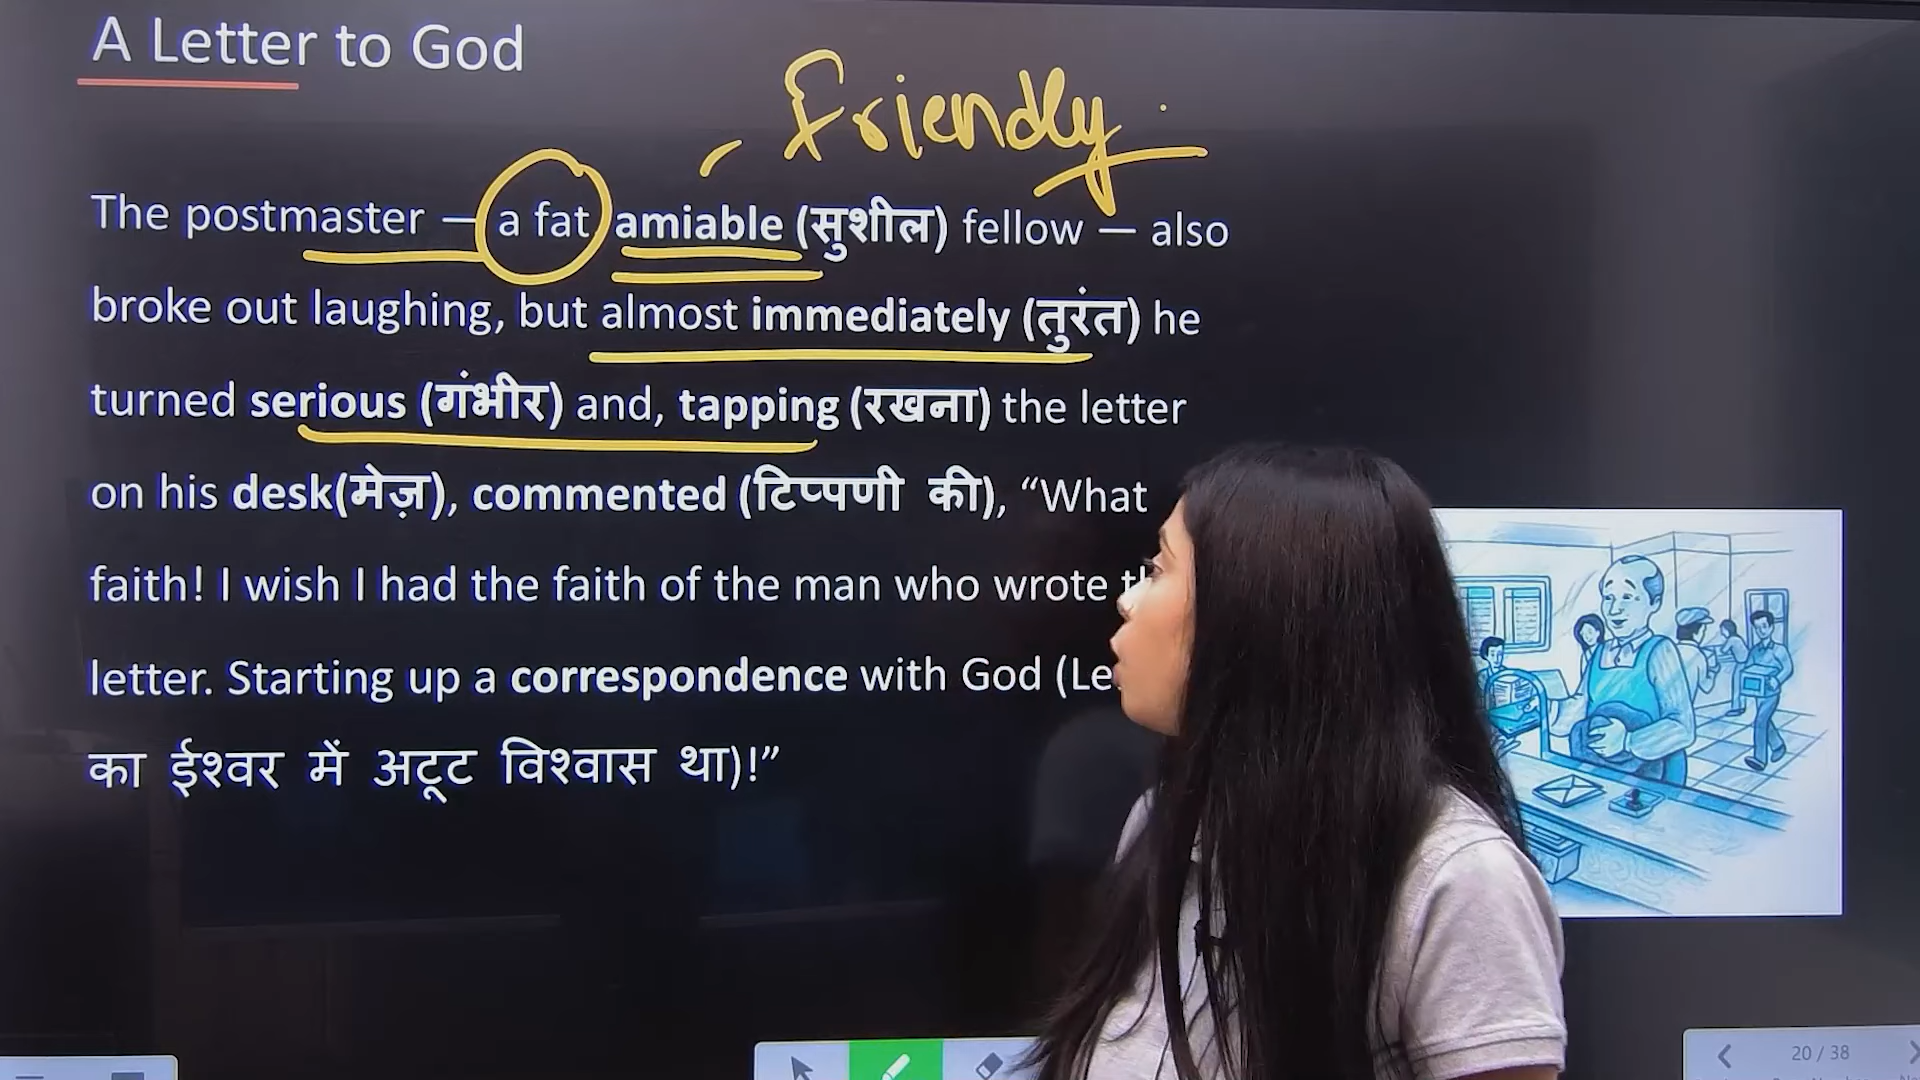 A Letter to God
Friendly
The postmaster — a fat, amiable (सुशील) fellow — also
broke out laughing, but almost immediately (तुरंत) he
turned serious (गंभीर) and, tapping (रखना) the letter
on his desk(मेज़), commented (टिप्पणी की), “What
faith! I wish I had the faith of the man who wrote
letter. Starting up a correspondence with God
का ईश्वर में अटूट विश्वास था)!”
20 / 38